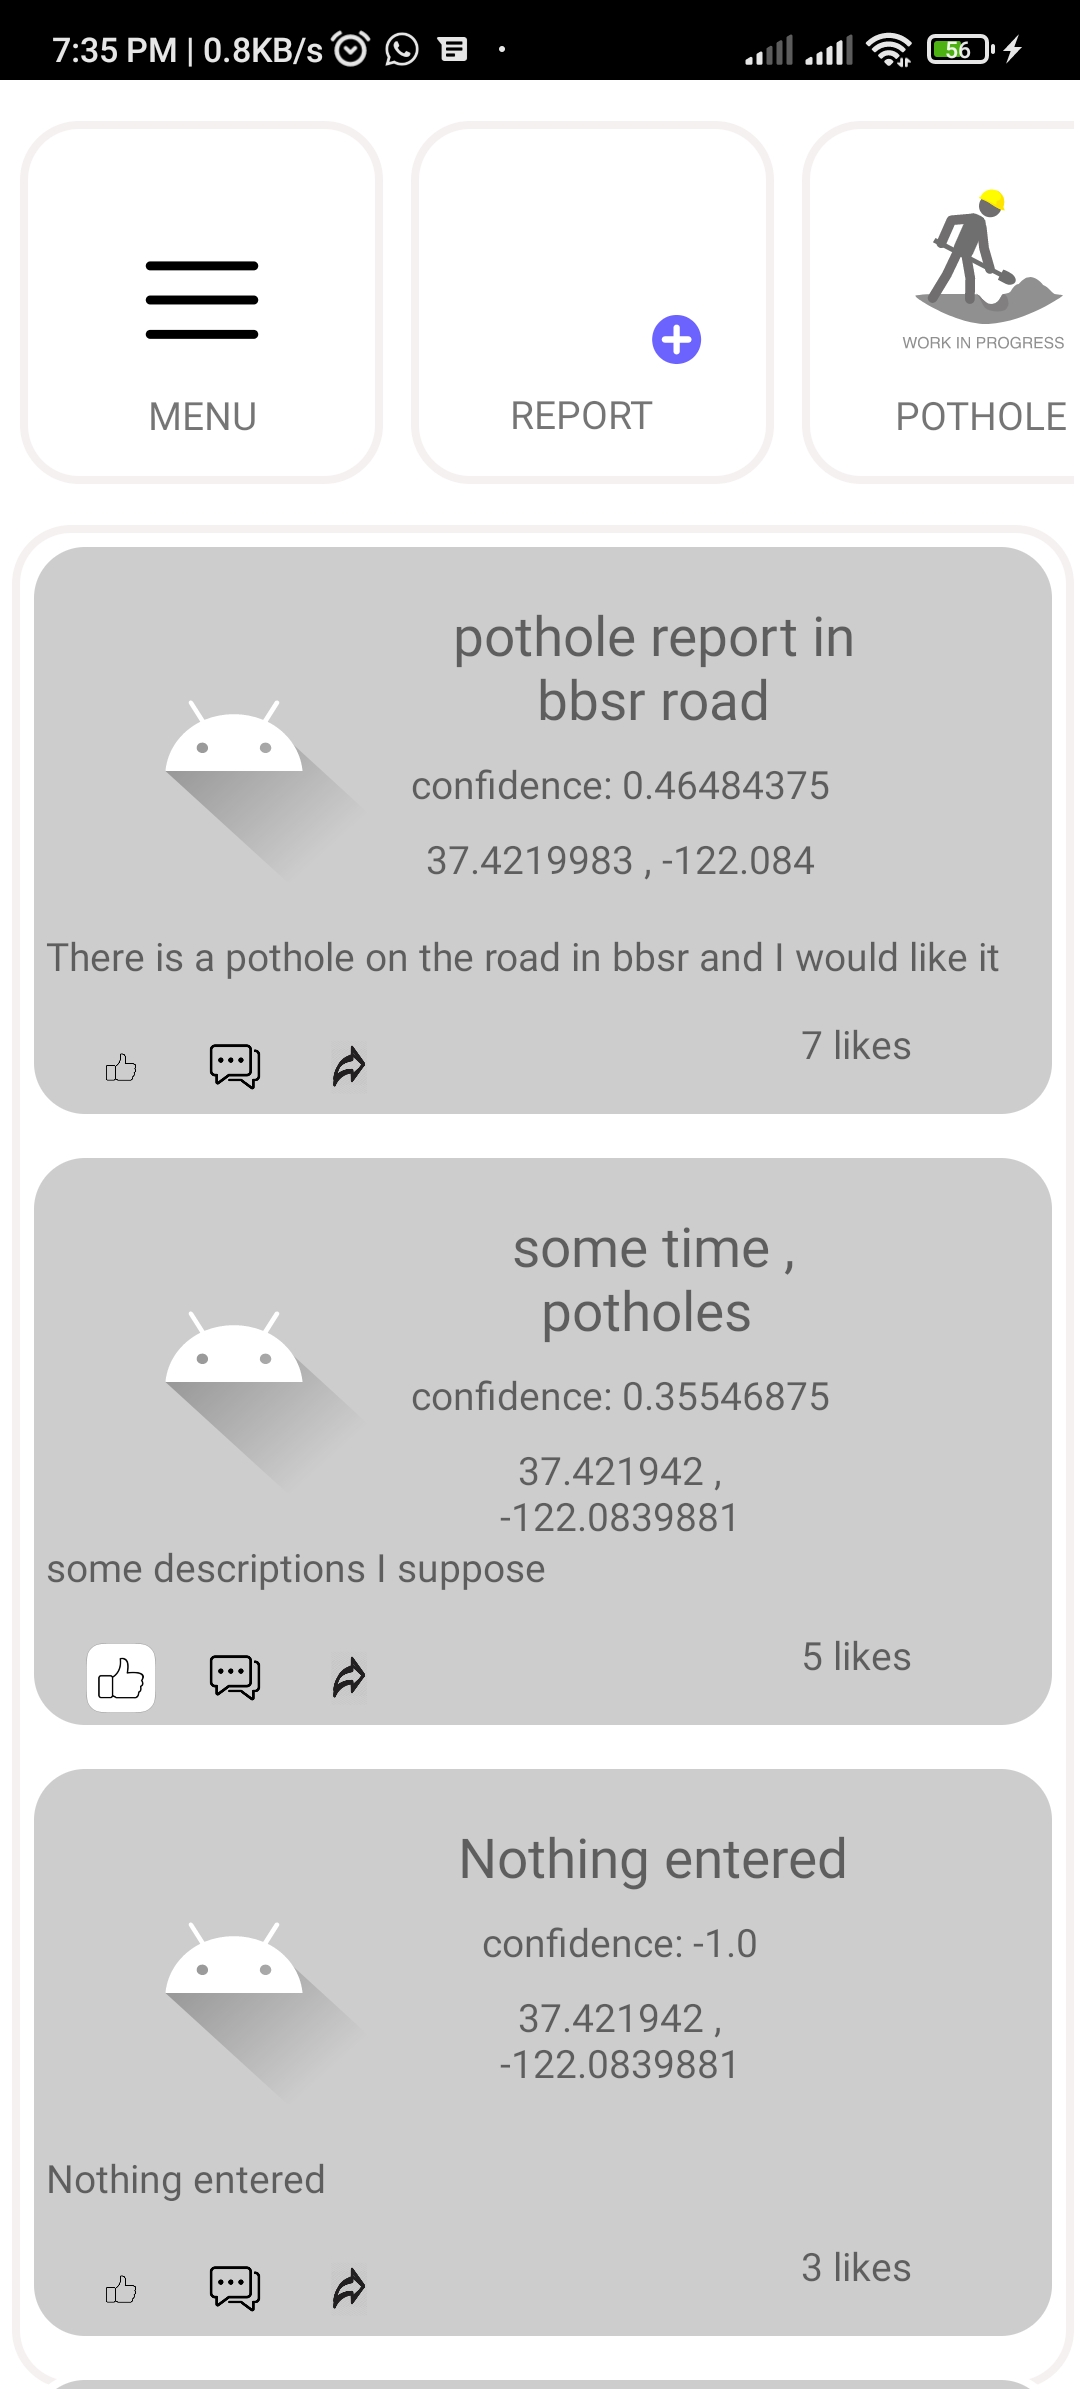 7:35 PM | 0.8KB/s
56
WORK IN PROGRESS
MENU
REPORT
POTHOLE
pothole report in
bbsr road
confidence: 0.46484375
37.4219983 , -122.084
There is a pothole on the road in bbsr and I would like it
7 likes
some time ,
potholes
confidence: 0.35546875
37.421942 ,
-122.0839881
some descriptions I suppose
5 likes
Nothing entered
confidence: -1.0
37.421942 ,
-122.0839881
Nothing entered
3 likes